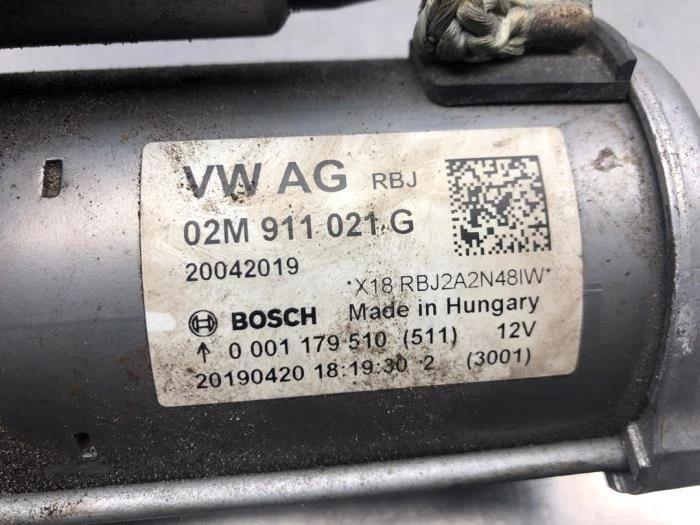 VW AG RBJ
02M 911 021 G
20042019
*X18 RBJ2A2N48IW*
BOSCH Made in Hungary
↑ 0 001 179 510 (511) 12V
20190420 18:19:30 2 (3001)